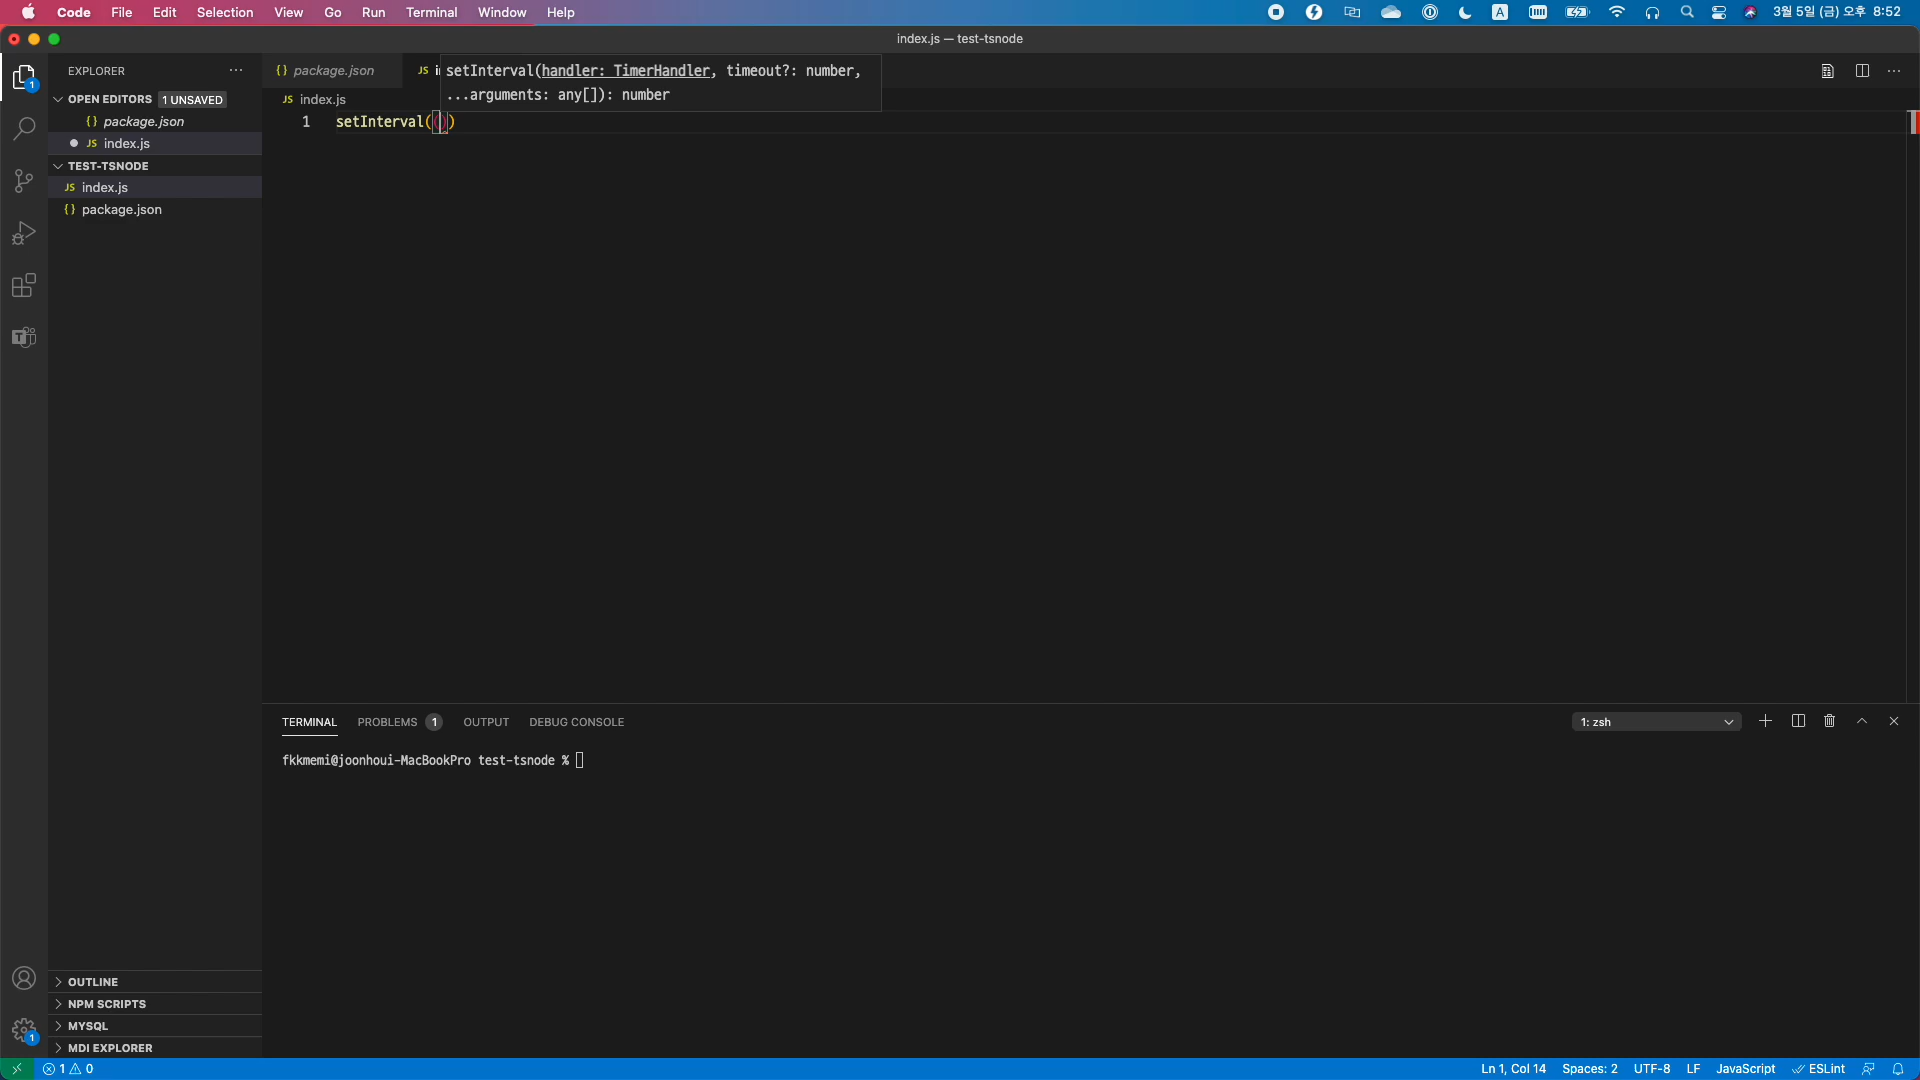 Code File Edit Selection View Go Run Terminal Window Help
A 3월 5일 (금) 오후 8:52
index.js — test-tsnode
1
EXPLORER ···
OPEN EDITORS 1 UNSAVED
{} package.json
JS index.js
TEST-TSNODE
JS index.js
{} package.json
{} package.json
JS i
setInterval(handler: TimerHandler, timeout?: number,
...arguments: any[]): number
JS index.js
1 setInterval(())
TERMINAL PROBLEMS 1 OUTPUT DEBUG CONSOLE
1: zsh
fkkmemi@joonhoui-MacBookPro test-tsnode %
OUTLINE
NPM SCRIPTS
MYSQL
MDI EXPLORER
1
1 0
Ln 1, Col 14 Spaces: 2 UTF-8 LF JavaScript ESLint